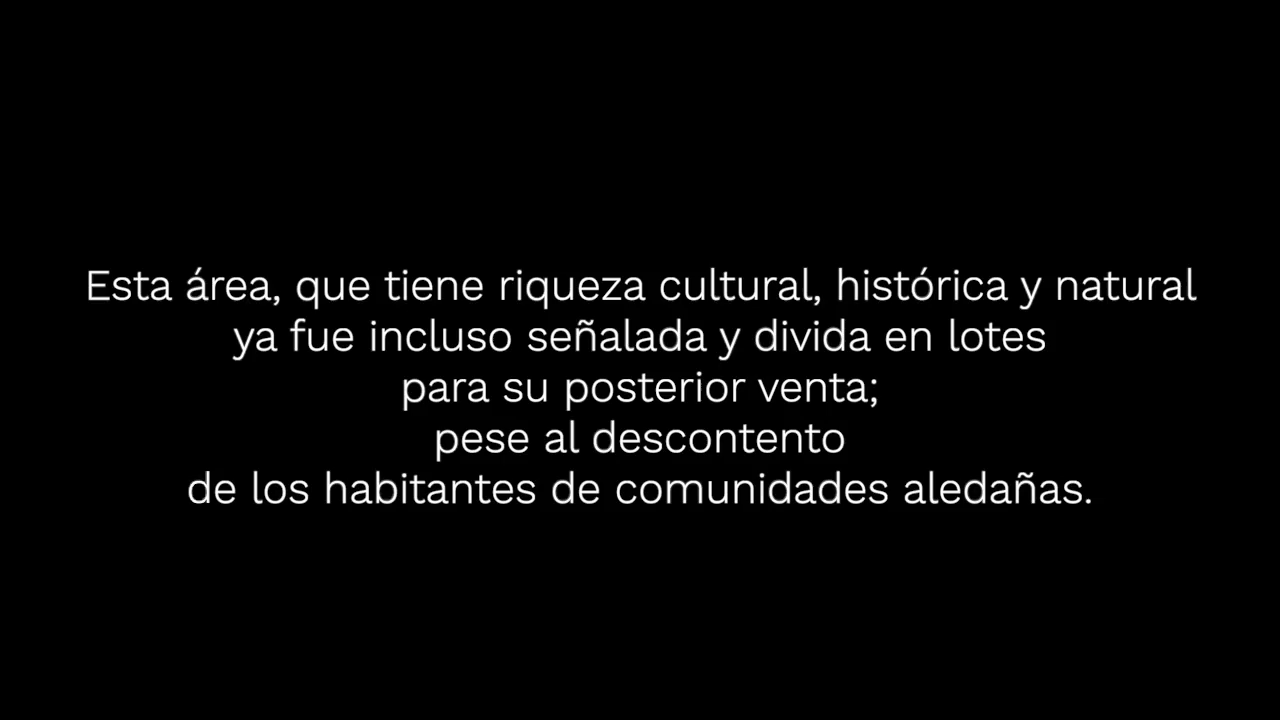 Esta área, que tiene riqueza cultural, histórica y natural
ya fue incluso señalada y divida en lotes
para su posterior venta;
pese al descontento
de los habitantes de comunidades aledañas.